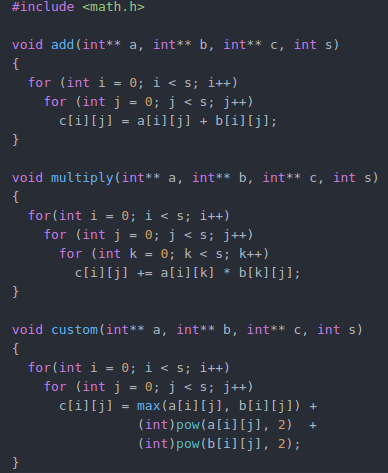 #include <math.h>

void add(int** a, int** b, int** c, int s)
{
  for (int i = 0; i < s; i++)
    for (int j = 0; j < s; j++)
      c[i][j] = a[i][j] + b[i][j];
}

void multiply(int** a, int** b, int** c, int s)
{
  for(int i = 0; i < s; i++)
    for (int j = 0; j < s; j++)
      for (int k = 0; k < s; k++)
        c[i][j] += a[i][k] * b[k][j];
}

void custom(int** a, int** b, int** c, int s)
{
  for(int i = 0; i < s; i++)
    for (int j = 0; j < s; j++)
      c[i][j] = max(a[i][j], b[i][j]) +
                (int)pow(a[i][j], 2)  +
                (int)pow(b[i][j], 2);
}